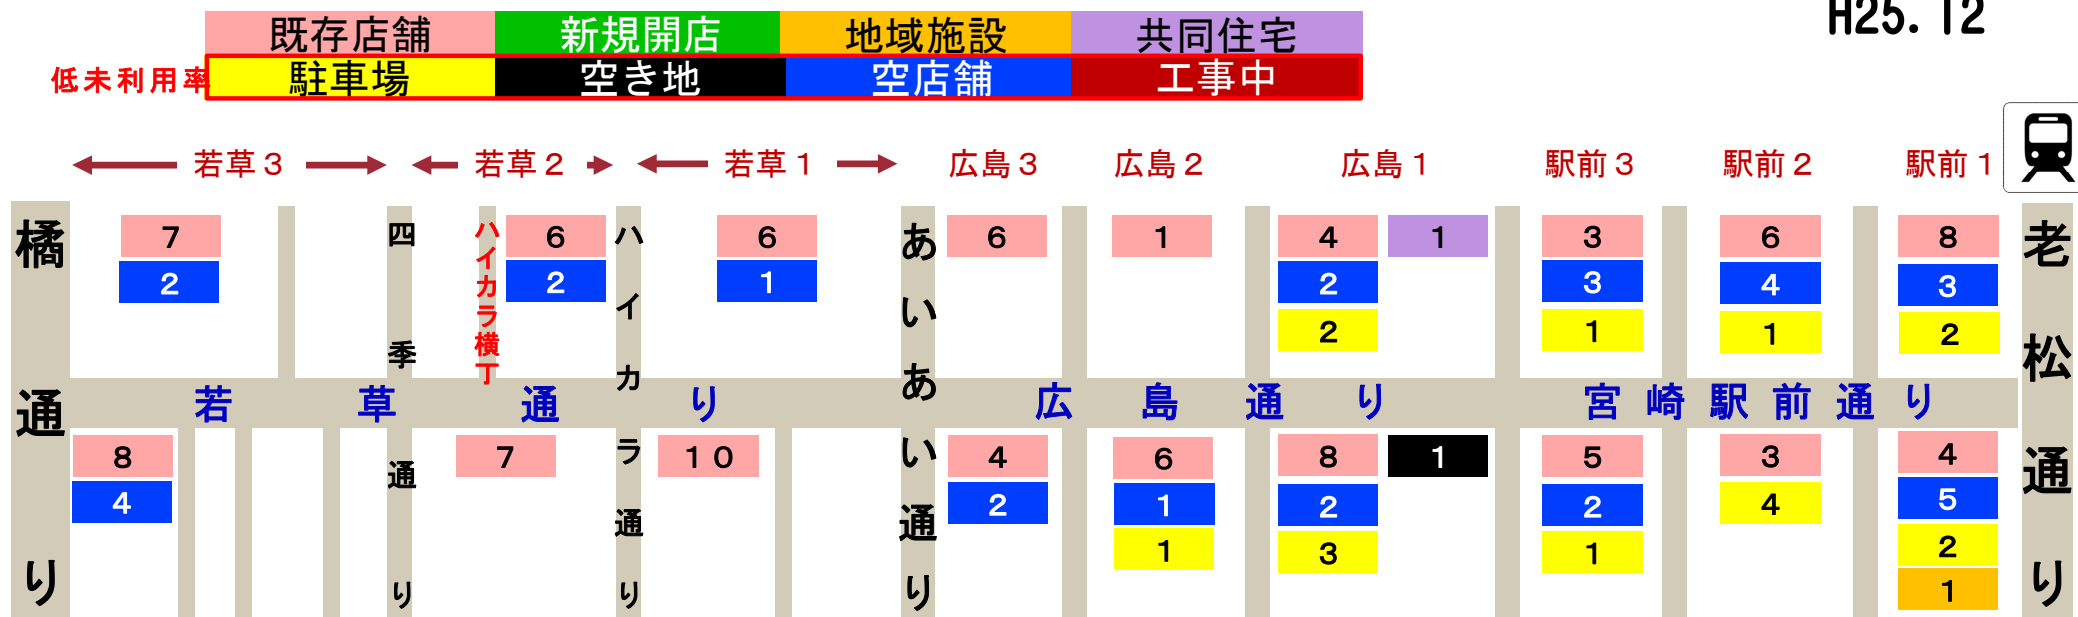 H25.12
既存店舗 新規開店 地域施設 共同住宅
低未利用率 駐車場 空き地 空店舗 工事中
若草3 若草2 若草1 広島3 広島2 広島1 駅前3 駅前2 駅前1
橘通り
四季通り
ハイカラ横丁
ハイカラ通り
あいあい通り
老松通り
7 6 6 6 1 4 1 3 6 8
2 2 1 2 3 4 3
2 1 1 2
若草通り 広島通り 宮崎駅前通り
8 7 10 4 6 8 1 5 3 4
4 2 1 2 2 4 5
1 3 1 2
1